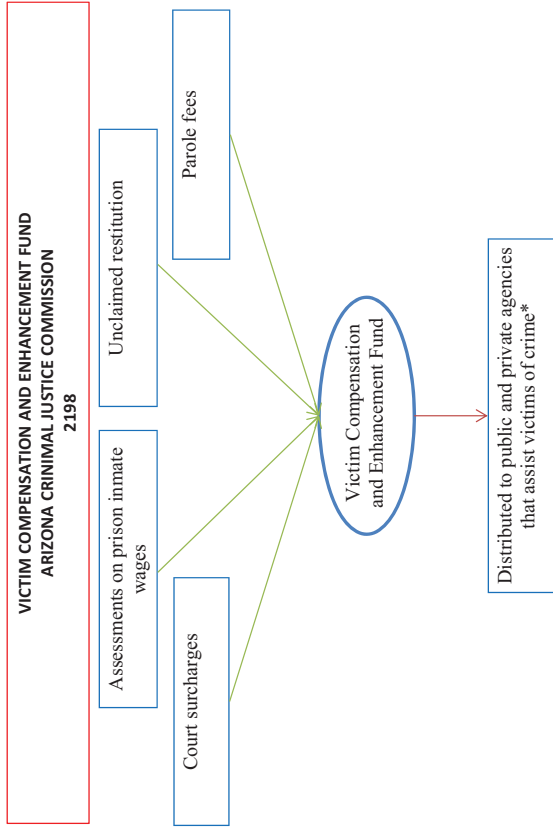 VICTIM COMPENSATION AND ENHANCEMENT FUND
ARIZONA CRINIMAL JUSTICE COMMISSION
2198
Assessments on prison inmate
wages
Unclaimed restitution
Court surcharges
Parole fees
Victim Compensation
and Enhancement Fund
Distributed to public and private agencies
that assist victims of crime*